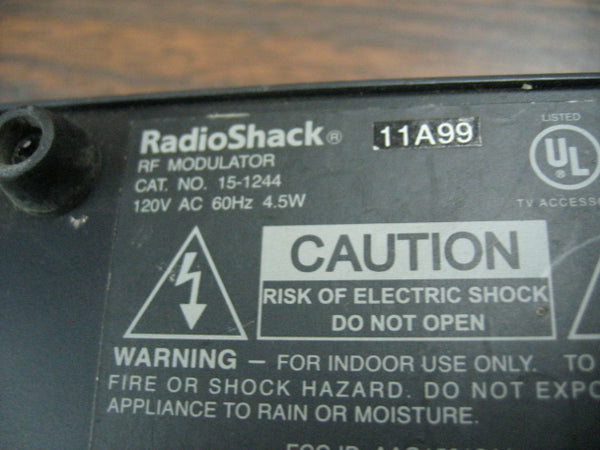 RadioShack® 11A99
LISTED
RF MODULATOR
CAT. NO. 15-1244
UL
120V AC 60Hz 4.5W
TV ACCESS
CAUTION
RISK OF ELECTRIC SHOCK
DO NOT OPEN
WARNING – FOR INDOOR USE ONLY. TO
FIRE OR SHOCK HAZARD. DO NOT EXPO
APPLIANCE TO RAIN OR MOISTURE.